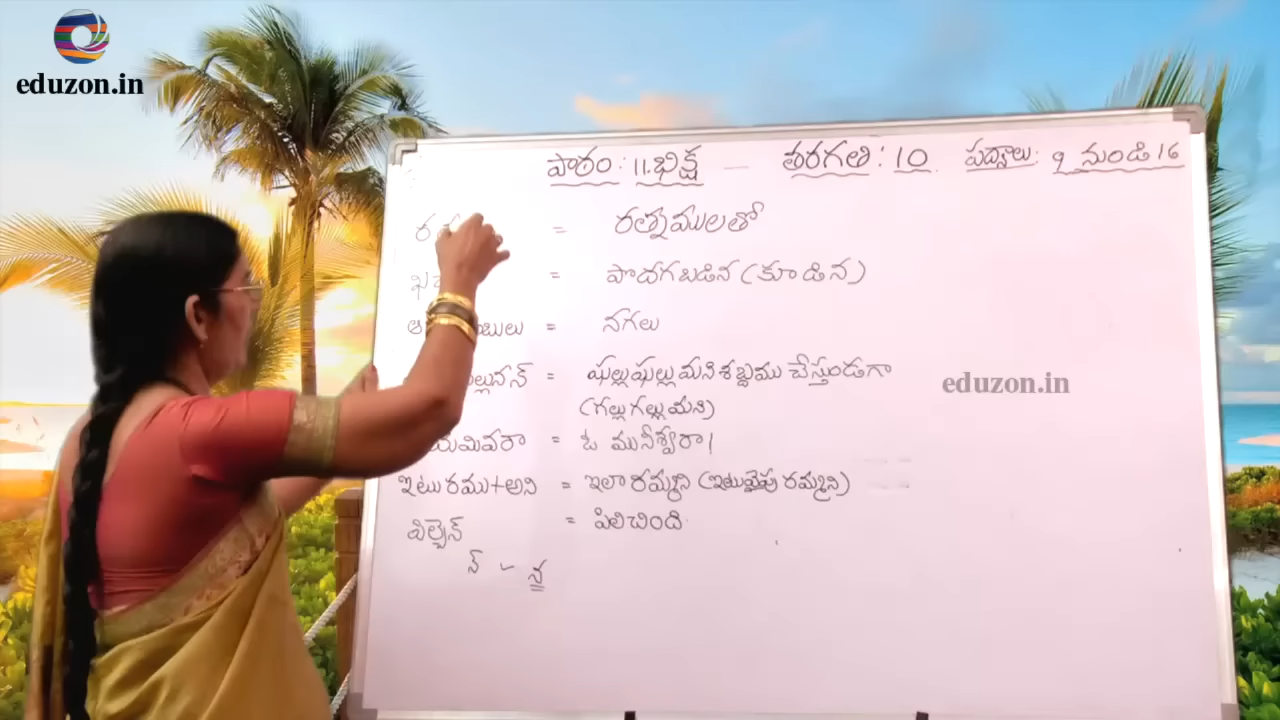 eduzon.in
పాఠం: 11. భిక్ష — తరగతి: 10. పద్యాలు: 9 నుండి 16
= రత్నములతో
= పొదగబడిన (కూడిన)
= నగలు
= ఘల్లుఘల్లుమని శబ్దము చేస్తుండగా
(గల్లుగల్లుమని)
eduzon.in
= ఓ మునీశ్వరా!
ఇటురము+అని = ఇలా రమ్మని (ఇటువైపు రమ్మని)
పిల్చెన్ = పిలిచింది
న్ - న